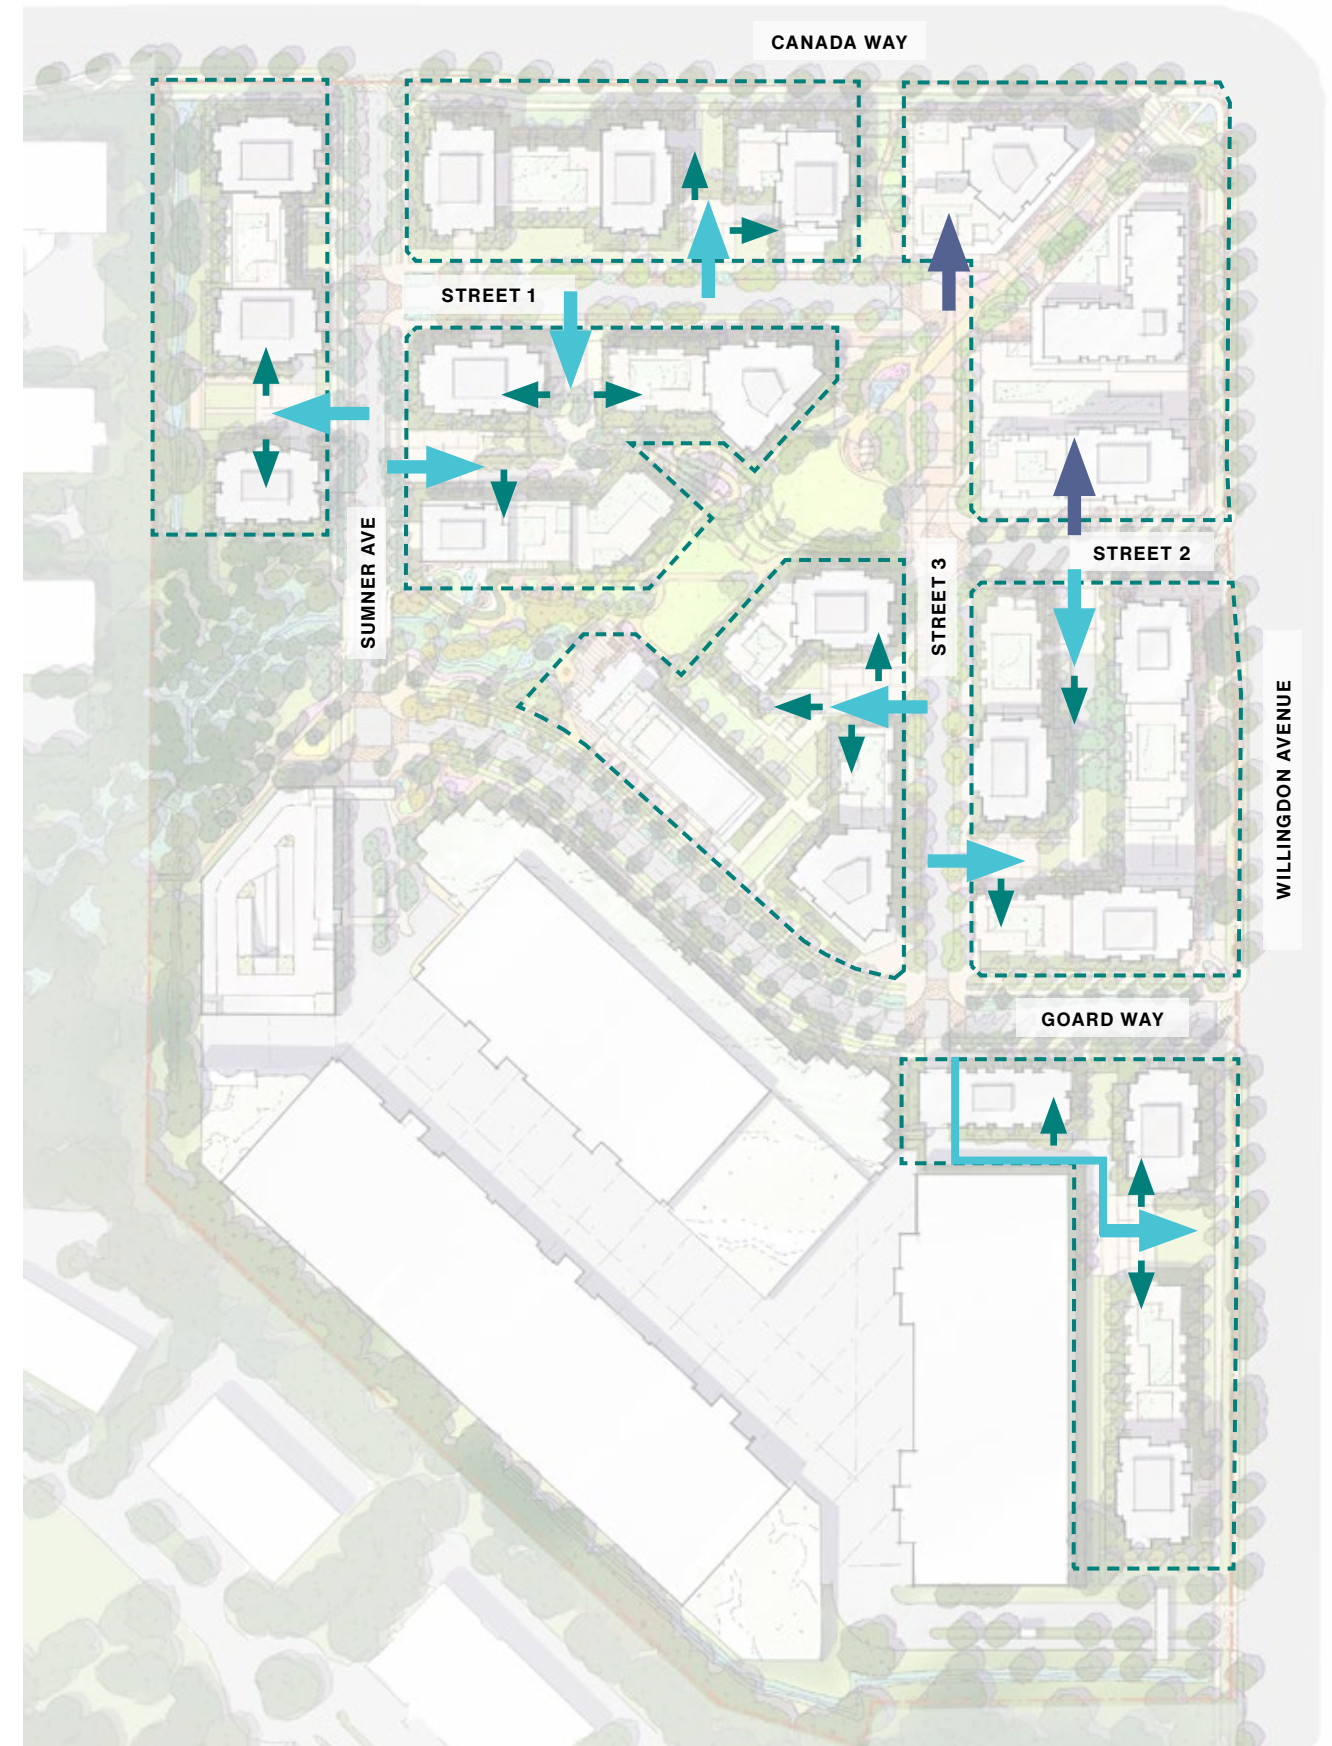 CANADA WAY
STREET 1
SUMNER AVE
STREET 2
STREET 3
WILLINGDON AVENUE
GOARD WAY